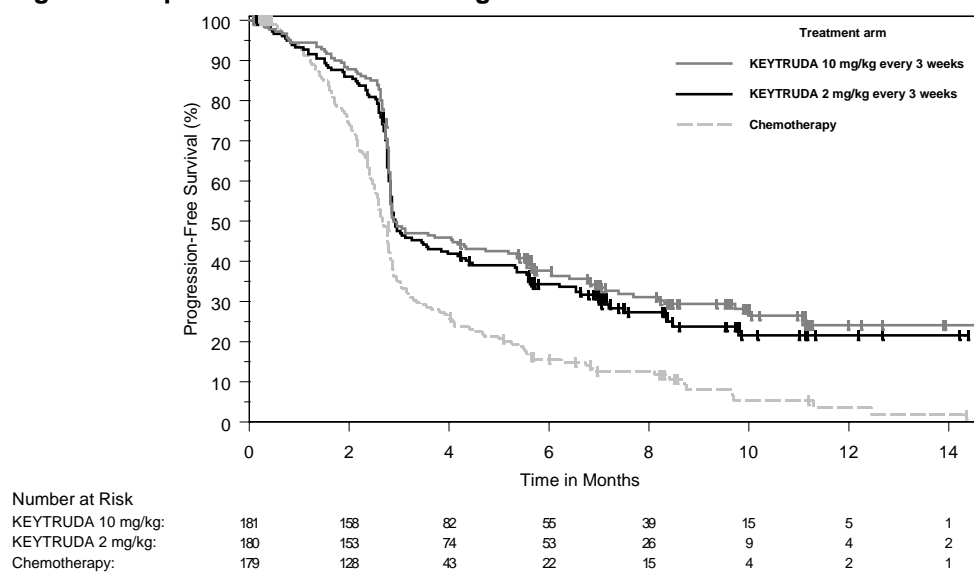 100
90
80
70
60
50
40
30
20
10
0
Progression-Free Survival (%)
Treatment arm
KEYTRUDA 10 mg/kg every 3 weeks
KEYTRUDA 2 mg/kg every 3 weeks
Chemotherapy
0 2 4 6 8 10 12 14
Time in Months
Number at Risk
KEYTRUDA 10 mg/kg: 181 158 82 55 39 15 5 1
KEYTRUDA 2 mg/kg: 180 153 74 53 26 9 4 2
Chemotherapy: 179 128 43 22 15 4 2 1